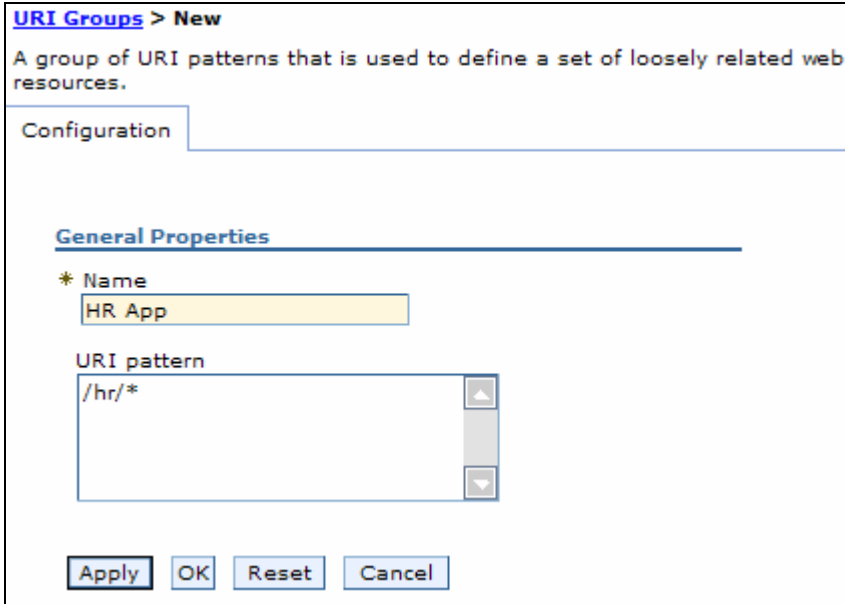 URI Groups > New
A group of URI patterns that is used to define a set of loosely related web
resources.
Configuration
General Properties
* Name
HR App
URI pattern
/hr/*
Apply OK Reset Cancel